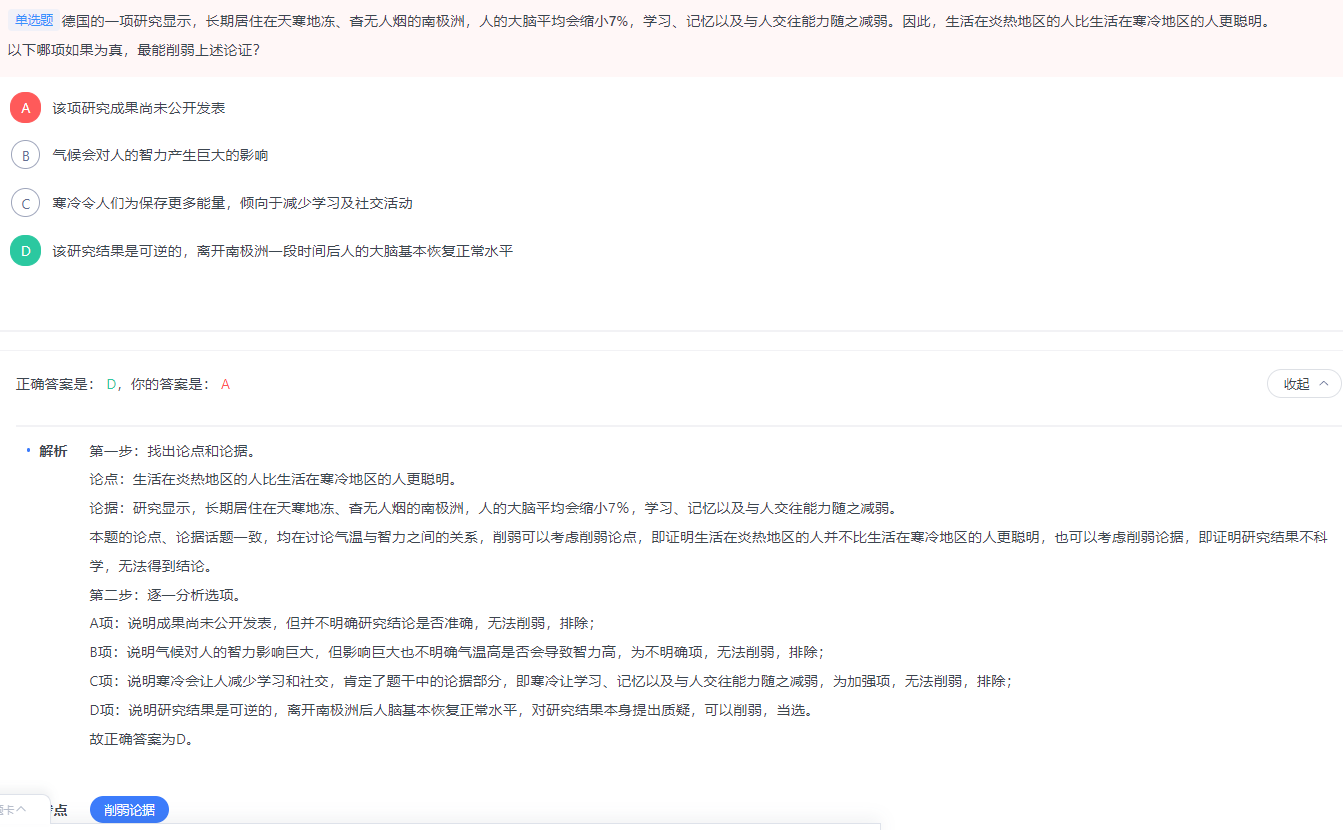 单选题 德国的一项研究显示，长期居住在天寒地冻、杳无人烟的南极洲，人的大脑平均会缩小7%，学习、记忆以及与人交往能力随之减弱。因此，生活在炎热地区的人比生活在寒冷地区的人更聪明。
以下哪项如果为真，最能削弱上述论证？
A 该项研究成果尚未公开发表
B 气候会对人的智力产生巨大的影响
C 寒冷令人们为保存更多能量，倾向于减少学习及社交活动
D 该研究结果是可逆的，离开南极洲一段时间后人的大脑基本恢复正常水平
正确答案是： D，你的答案是： A
收起
解析 第一步：找出论点和论据。
论点：生活在炎热地区的人比生活在寒冷地区的人更聪明。
论据：研究显示，长期居住在天寒地冻、杳无人烟的南极洲，人的大脑平均会缩小7%，学习、记忆以及与人交往能力随之减弱。
本题的论点、论据话题一致，均在讨论气温与智力之间的关系，削弱可以考虑削弱论点，即证明生活在炎热地区的人并不比生活在寒冷地区的人更聪明，也可以考虑削弱论据，即证明研究结果不科
学，无法得到结论。
第二步：逐一分析选项。
A项：说明成果尚未公开发表，但并不明确研究结论是否准确，无法削弱，排除；
B项：说明气候对人的智力影响巨大，但影响巨大也不明确气温高是否会导致智力高，为不明确项，无法削弱，排除；
C项：说明寒冷会让人减少学习和社交，肯定了题干中的论据部分，即寒冷让学习、记忆以及与人交往能力随之减弱，为加强项，无法削弱，排除；
D项：说明研究结果是可逆的，离开南极洲后人脑基本恢复正常水平，对研究结果本身提出质疑，可以削弱，当选。
故正确答案为D。
卡 点 削弱论据